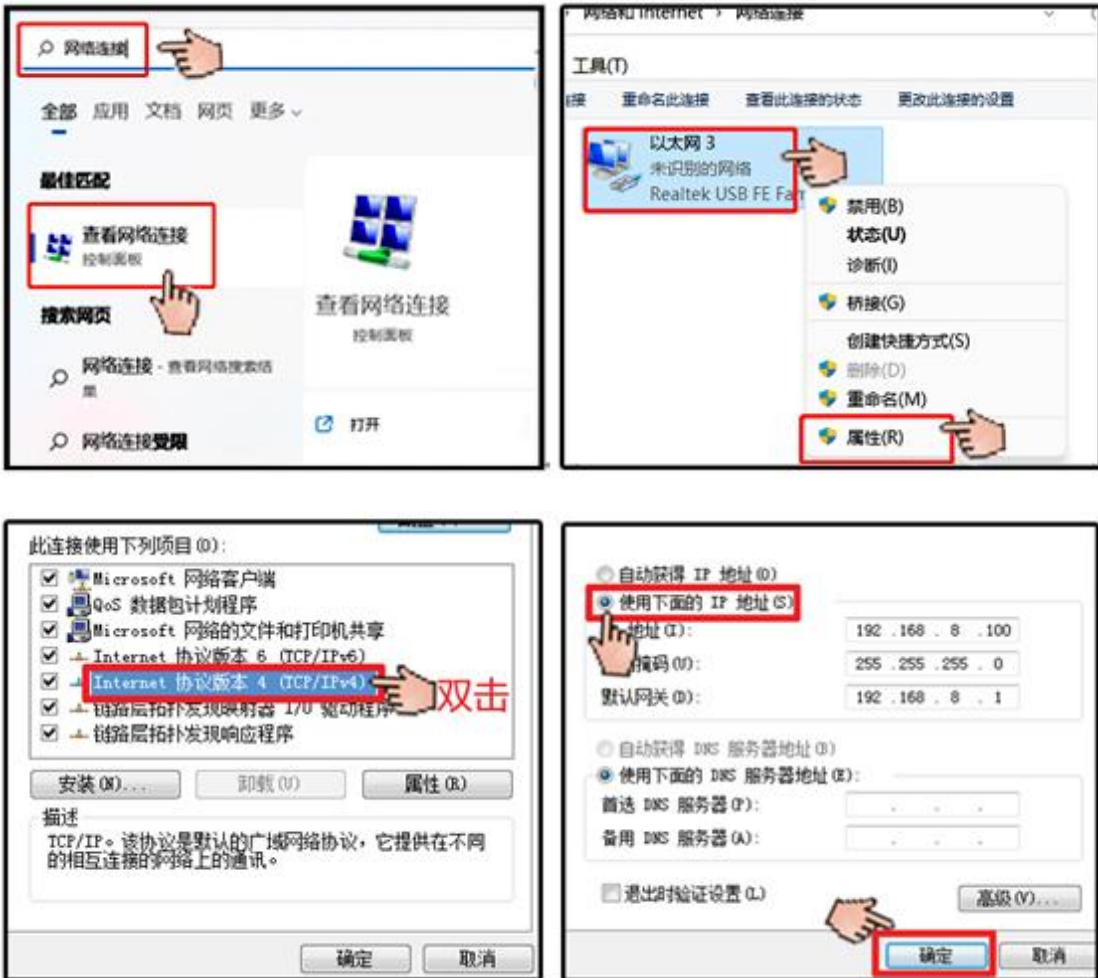 网络连接
全部 应用 文档 网页 更多
最佳匹配
查看网络连接
控制面板
搜索网页
网络连接 - 查看网络搜索结
果
网络连接受限
查看网络连接
控制面板
打开
网络和 Internet › 网络连接
工具(T)
重命名此连接 查看此连接的状态 更改此连接的设置
以太网 3
未识别的网络
Realtek USB FE Fam
禁用(B)
状态(U)
诊断(I)
桥接(G)
创建快捷方式(S)
删除(D)
重命名(M)
属性(R)
此连接使用下列项目(O):
Microsoft 网络客户端
QoS 数据包计划程序
Microsoft 网络的文件和打印机共享
Internet 协议版本 6 (TCP/IPv6)
Internet 协议版本 4 (TCP/IPv4)
双击
链路层拓扑发现映射器 I/O 驱动程序
链路层拓扑发现响应程序
安装(N)... 卸载(U) 属性(R)
描述
TCP/IP。该协议是默认的广域网络协议，它提供在不同
的相互连接的网络上的通讯。
确定 取消
自动获得 IP 地址(O)
使用下面的 IP 地址(S)
地址(I): 192 .168 . 8 .100
掩码(U): 255 .255 .255 . 0
默认网关(D): 192 .168 . 8 . 1
自动获得 DNS 服务器地址(B)
使用下面的 DNS 服务器地址(E):
首选 DNS 服务器(P):
备用 DNS 服务器(A):
退出时验证设置(L)
高级(V)...
确定 取消